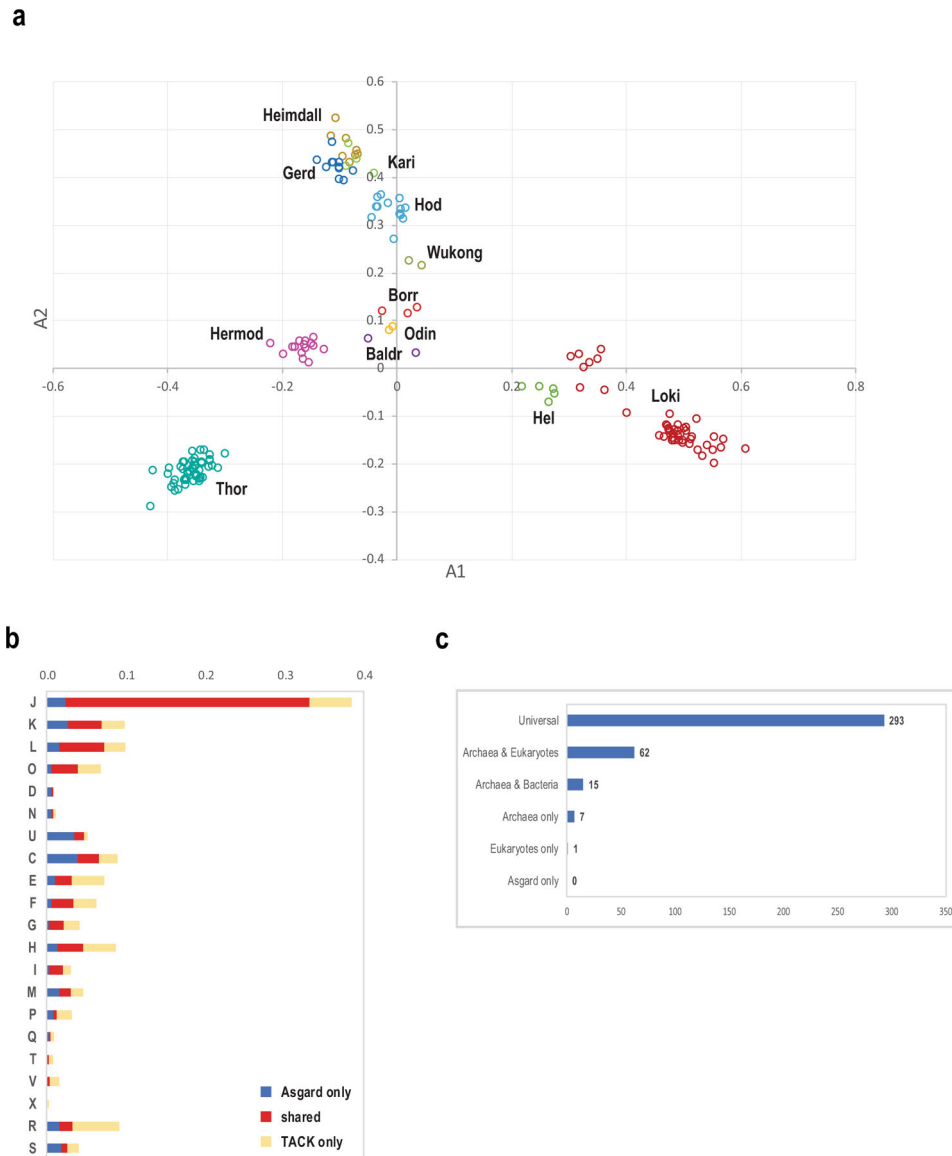 a
0.6
Heimdall
0.5
Kari
Gerd
0.4
Hod
0.3
Wukong
0.2
Borr
0.1
Hermod
Odin
Baldr
A2
0
-0.6 -0.4 -0.2 0 0.2 0.4 0.6 0.8
Loki
Hel
-0.1
-0.2
Thor
-0.3
-0.4
A1
b
c
0.0 0.1 0.2 0.3 0.4
J
K
L
O
D
N
U
C
E
F
G
H
I
M
P
Q
T
V
X
R
S
Asgard only
shared
TACK only
Universal 293
Archaea & Eukaryotes 62
Archaea & Bacteria 15
Archaea only 7
Eukaryotes only 1
Asgard only 0
0 50 100 150 200 250 300 350